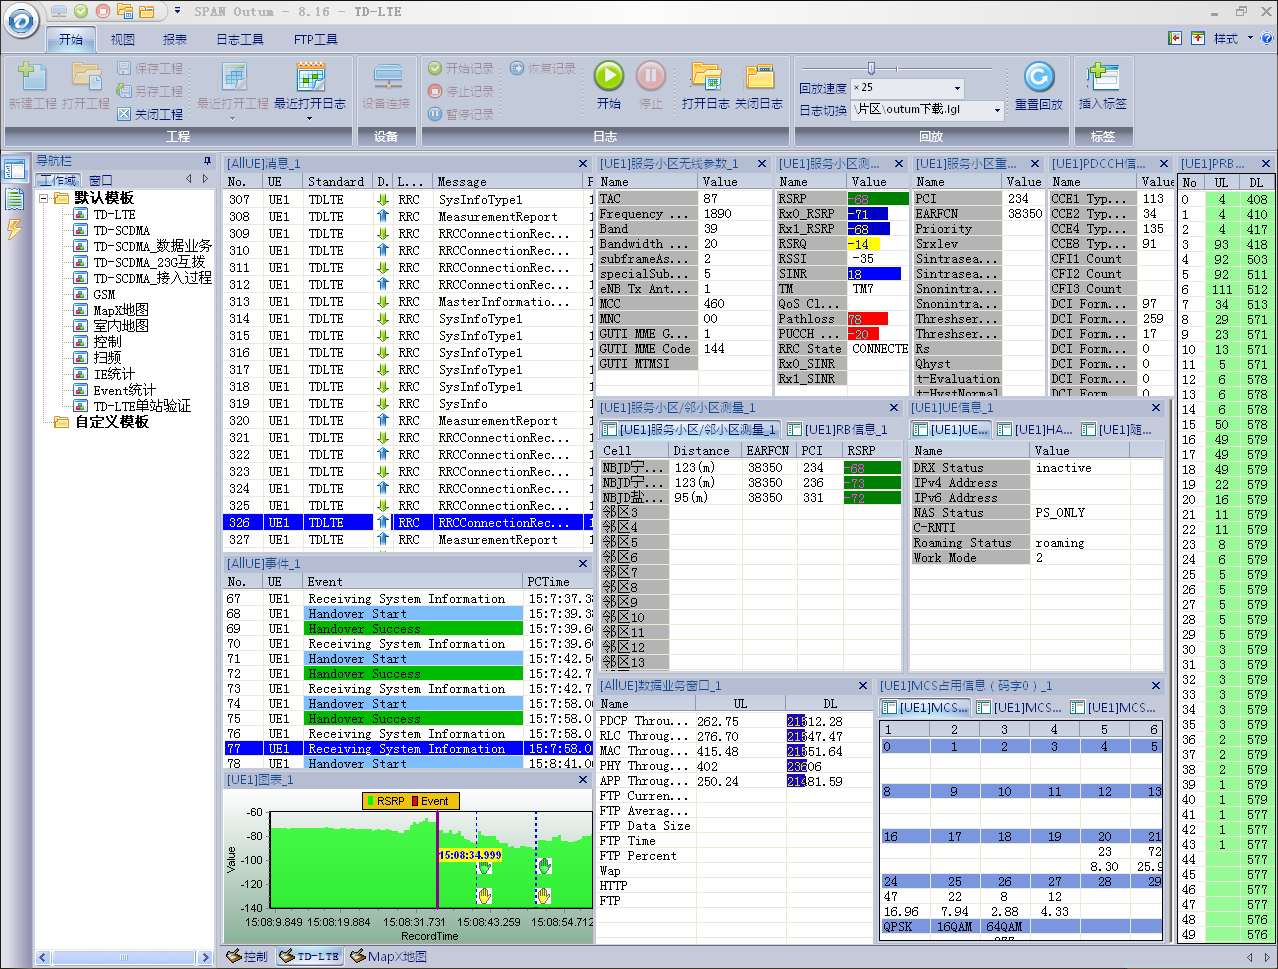 SPAN Outum - 8.16 - TD-LTE
开始 视图 报表 日志工具 FTP工具 样式
新建工程 打开工程 保存工程 另存工程 关闭工程 最近打开工程 最近打开日志
设备连接
开始记录 停止记录 暂停记录 恢复记录 开始 停止 打开日志 关闭日志
回放速度 × 25
日志切换 \片区\outum下载.lgl
重置回放 插入标签
工程 设备 日志 回放 标签
导航栏
工作域 窗口
默认模板
TD-LTE
TD-SCDMA
TD-SCDMA_数据业务
TD-SCDMA_23G互拨
TD-SCDMA_接入过程
GSM
MapX地图
室内地图
控制
扫频
IE统计
Event统计
TD-LTE单站验证
自定义模板
[AllUE]消息_1
No. UE Standard D. L... Message
307 UE1 TDLTE RRC SysInfoType1
308 UE1 TDLTE RRC MeasurementReport
309 UE1 TDLTE RRC RRCConnectionRec...
310 UE1 TDLTE RRC RRCConnectionRec...
311 UE1 TDLTE RRC RRCConnectionRec...
312 UE1 TDLTE RRC RRCConnectionRec...
313 UE1 TDLTE RRC MasterInformatio...
314 UE1 TDLTE RRC SysInfoType1
315 UE1 TDLTE RRC SysInfoType1
316 UE1 TDLTE RRC SysInfoType1
317 UE1 TDLTE RRC SysInfoType1
318 UE1 TDLTE RRC SysInfoType1
319 UE1 TDLTE RRC SysInfo
320 UE1 TDLTE RRC MeasurementReport
321 UE1 TDLTE RRC RRCConnectionRec...
322 UE1 TDLTE RRC RRCConnectionRec...
323 UE1 TDLTE RRC RRCConnectionRec...
324 UE1 TDLTE RRC RRCConnectionRec...
325 UE1 TDLTE RRC RRCConnectionRec...
326 UE1 TDLTE RRC RRCConnectionRec...
327 UE1 TDLTE RRC MeasurementReport
[AllUE]事件_1
No. UE Event PCTime
67 UE1 Receiving System Information 15:7:37.38
68 UE1 Handover Start 15:7:39.38
69 UE1 Handover Success 15:7:39.60
70 UE1 Receiving System Information 15:7:39.60
71 UE1 Handover Start 15:7:42.50
72 UE1 Handover Success 15:7:42.5
73 UE1 Receiving System Information 15:7:42.5
74 UE1 Handover Start 15:7:58.0
75 UE1 Handover Success 15:7:58.0
76 UE1 Receiving System Information 15:7:58.0
77 UE1 Receiving System Information 15:7:58.0
78 UE1 Handover Start 15:8:41.0
[UE1]图表_1
RSRP Event
Value
-60
-80
-100
-120
-140
15:08:34.999
15:08:9.849 15:08:19.884 15:08:31.731 15:08:43.259 15:08:54.712
RecordTime
[UE1]服务小区无线参数_1
Name Value
TAC 87
Frequency ... 1890
Band 39
Bandwidth ... 20
subframeAs... 2
specialSub... 5
eNB Tx Ant... 1
MCC 460
MNC 00
GUTI MME G... 1
GUTI MME Code 144
GUTI MTMSI
[UE1]服务小区测...
Name Value
RSRP -68
Rx0_RSRP -71
Rx1_RSRP -68
RSRQ -14
RSSI -35
SINR 18
TM TM7
QoS Cl...
Pathloss 78
PUCCH ... -20
RRC State CONNECTE
Rx0_SINR
Rx1_SINR
[UE1]服务小区重...
Name Value
PCI 234
EARFCN 38350
Priority
Srxlev
Sintrasea...
Sintrasea...
Snonintra...
Snonintra...
Threshser...
Threshser...
Rs
Qhyst
t-Evaluation
t-HystNormal
[UE1]PDCCH信...
Name Value
CCE1 Typ... 113
CCE2 Typ... 34
CCE4 Typ... 135
CCE8 Typ... 91
CFI1 Count
CFI2 Count
CFI3 Count
DCI Form... 97
DCI Form... 259
DCI Form... 17
DCI Form... 0
DCI Form... 0
DCI Form... 0
DCI Form... 0
[UE1]PRB...
No UL DL
0 4 408
1 4 410
2 4 417
3 93 418
4 92 503
5 92 511
6 111 512
7 34 513
8 29 571
9 23 571
10 13 571
11 5 571
12 6 578
13 6 578
14 6 578
15 50 578
16 49 579
17 49 579
18 49 579
19 22 579
20 16 579
21 11 579
22 11 579
23 8 579
24 6 579
25 5 579
26 5 579
27 5 579
28 5 579
29 5 579
30 3 579
31 3 579
32 3 579
33 3 579
34 3 579
35 3 579
36 2 579
37 2 579
38 2 579
39 1 579
40 1 579
41 1 577
42 1 577
43 1 577
44 577
45 577
46 577
47 577
48 576
49 576
[UE1]服务小区/邻小区测量_1
[UE1]服务小区/邻小区测量_1 [UE1]RB信息_1
Cell Distance EARFCN PCI RSRP
NBJD宁... 123(m) 38350 234 -68
NBJD宁... 123(m) 38350 236 -73
NBJD盐... 95(m) 38350 331 -72
邻区3
邻区4
邻区5
邻区6
邻区7
邻区8
邻区9
邻区10
邻区11
邻区12
邻区13
[UE1]UE信息_1
[UE1]UE... [UE1]HA... [UE1]随...
Name Value
DRX Status inactive
IPv4 Address
IPv6 Address
NAS Status PS_ONLY
C-RNTI
Roaming Status roaming
Work Mode 2
[AllUE]数据业务窗口_1
Name UL DL
PDCP Throu... 262.75 21512.28
RLC Throug... 276.70 21547.47
MAC Throug... 415.48 21551.64
PHY Throug... 402 23606
APP Throug... 250.24 21481.59
FTP Curren...
FTP Averag...
FTP Data Size
FTP Time
FTP Percent
Wap
HTTP
FTP
[UE1]MCS占用信息（码字0）_1
[UE1]MCS... [UE1]MCS... [UE1]MCS...
1 2 3 4 5 6
0 1 2 3 4 5
8 9 10 11 12 13
16 17 18 19 20 21
23 72
8.30 25.9
24 25 26 27 28 29
47 22 8 12
16.96 7.94 2.88 4.33
QPSK 16QAM 64QAM
控制 TD-LTE MapX地图